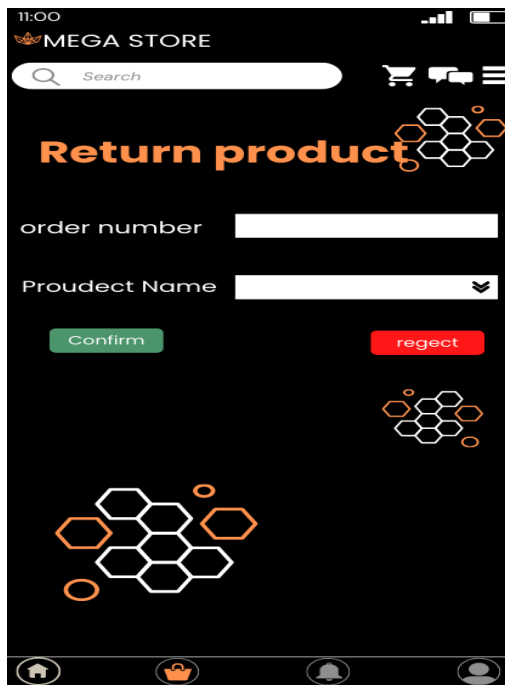 11:00
MEGA STORE
Search
Return product
order number
Proudect Name
Confirm
regect